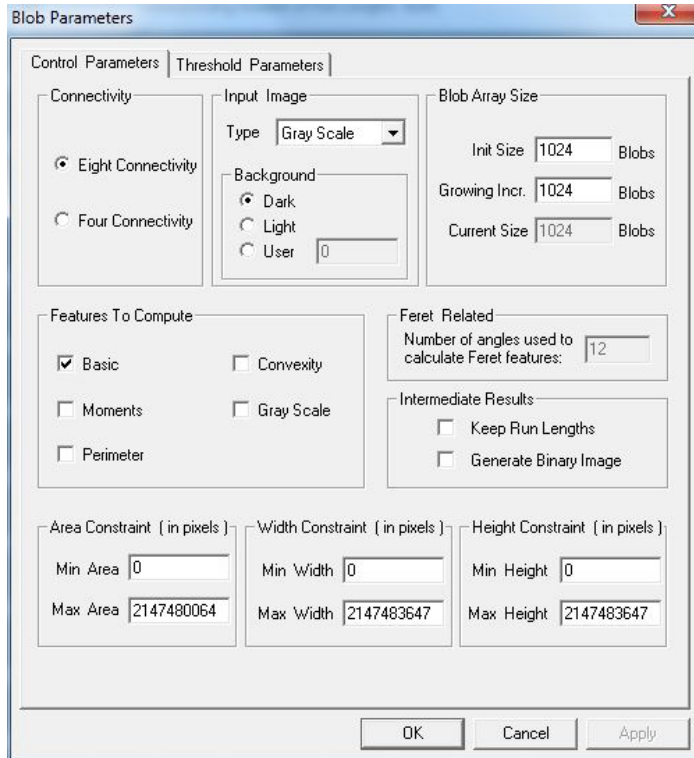 Blob Parameters
X
Control Parameters
Threshold Parameters
Connectivity
Eight Connectivity
Four Connectivity
Input Image
Type Gray Scale
Background
Dark
Light
User 0
Blob Array Size
Init Size 1024 Blobs
Growing Incr. 1024 Blobs
Current Size 1024 Blobs
Features To Compute
Basic
Convexity
Moments
Gray Scale
Perimeter
Feret Related
Number of angles used to
calculate Feret features: 12
Intermediate Results
Keep Run Lengths
Generate Binary Image
Area Constraint ( in pixels )
Min Area 0
Max Area 2147480064
Width Constraint ( in pixels )
Min Width 0
Max Width 2147483647
Height Constraint ( in pixels )
Min Height 0
Max Height 2147483647
OK
Cancel
Apply